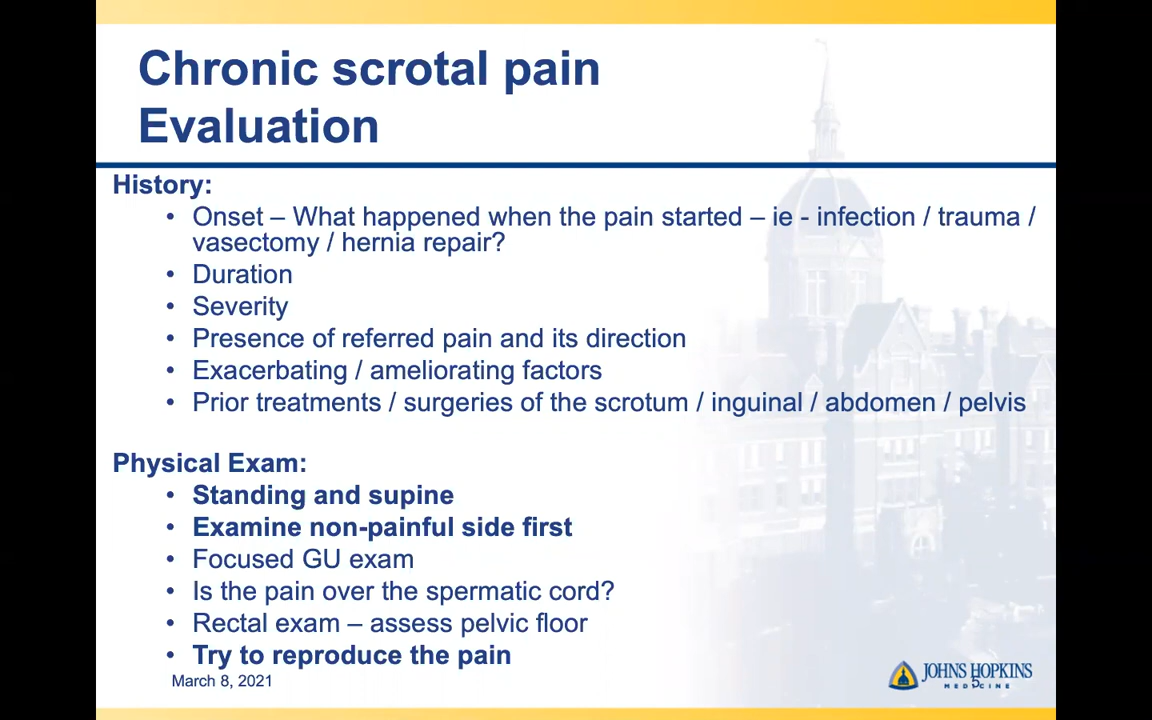 Chronic scrotal pain
Evaluation
History:
• Onset – What happened when the pain started – ie - infection / trauma /
vasectomy / hernia repair?
• Duration
• Severity
• Presence of referred pain and its direction
• Exacerbating / ameliorating factors
• Prior treatments / surgeries of the scrotum / inguinal / abdomen / pelvis
Physical Exam:
• Standing and supine
• Examine non-painful side first
• Focused GU exam
• Is the pain over the spermatic cord?
• Rectal exam – assess pelvic floor
• Try to reproduce the pain
March 8, 2021
JOHNS HOPKINS
MEDICINE
5